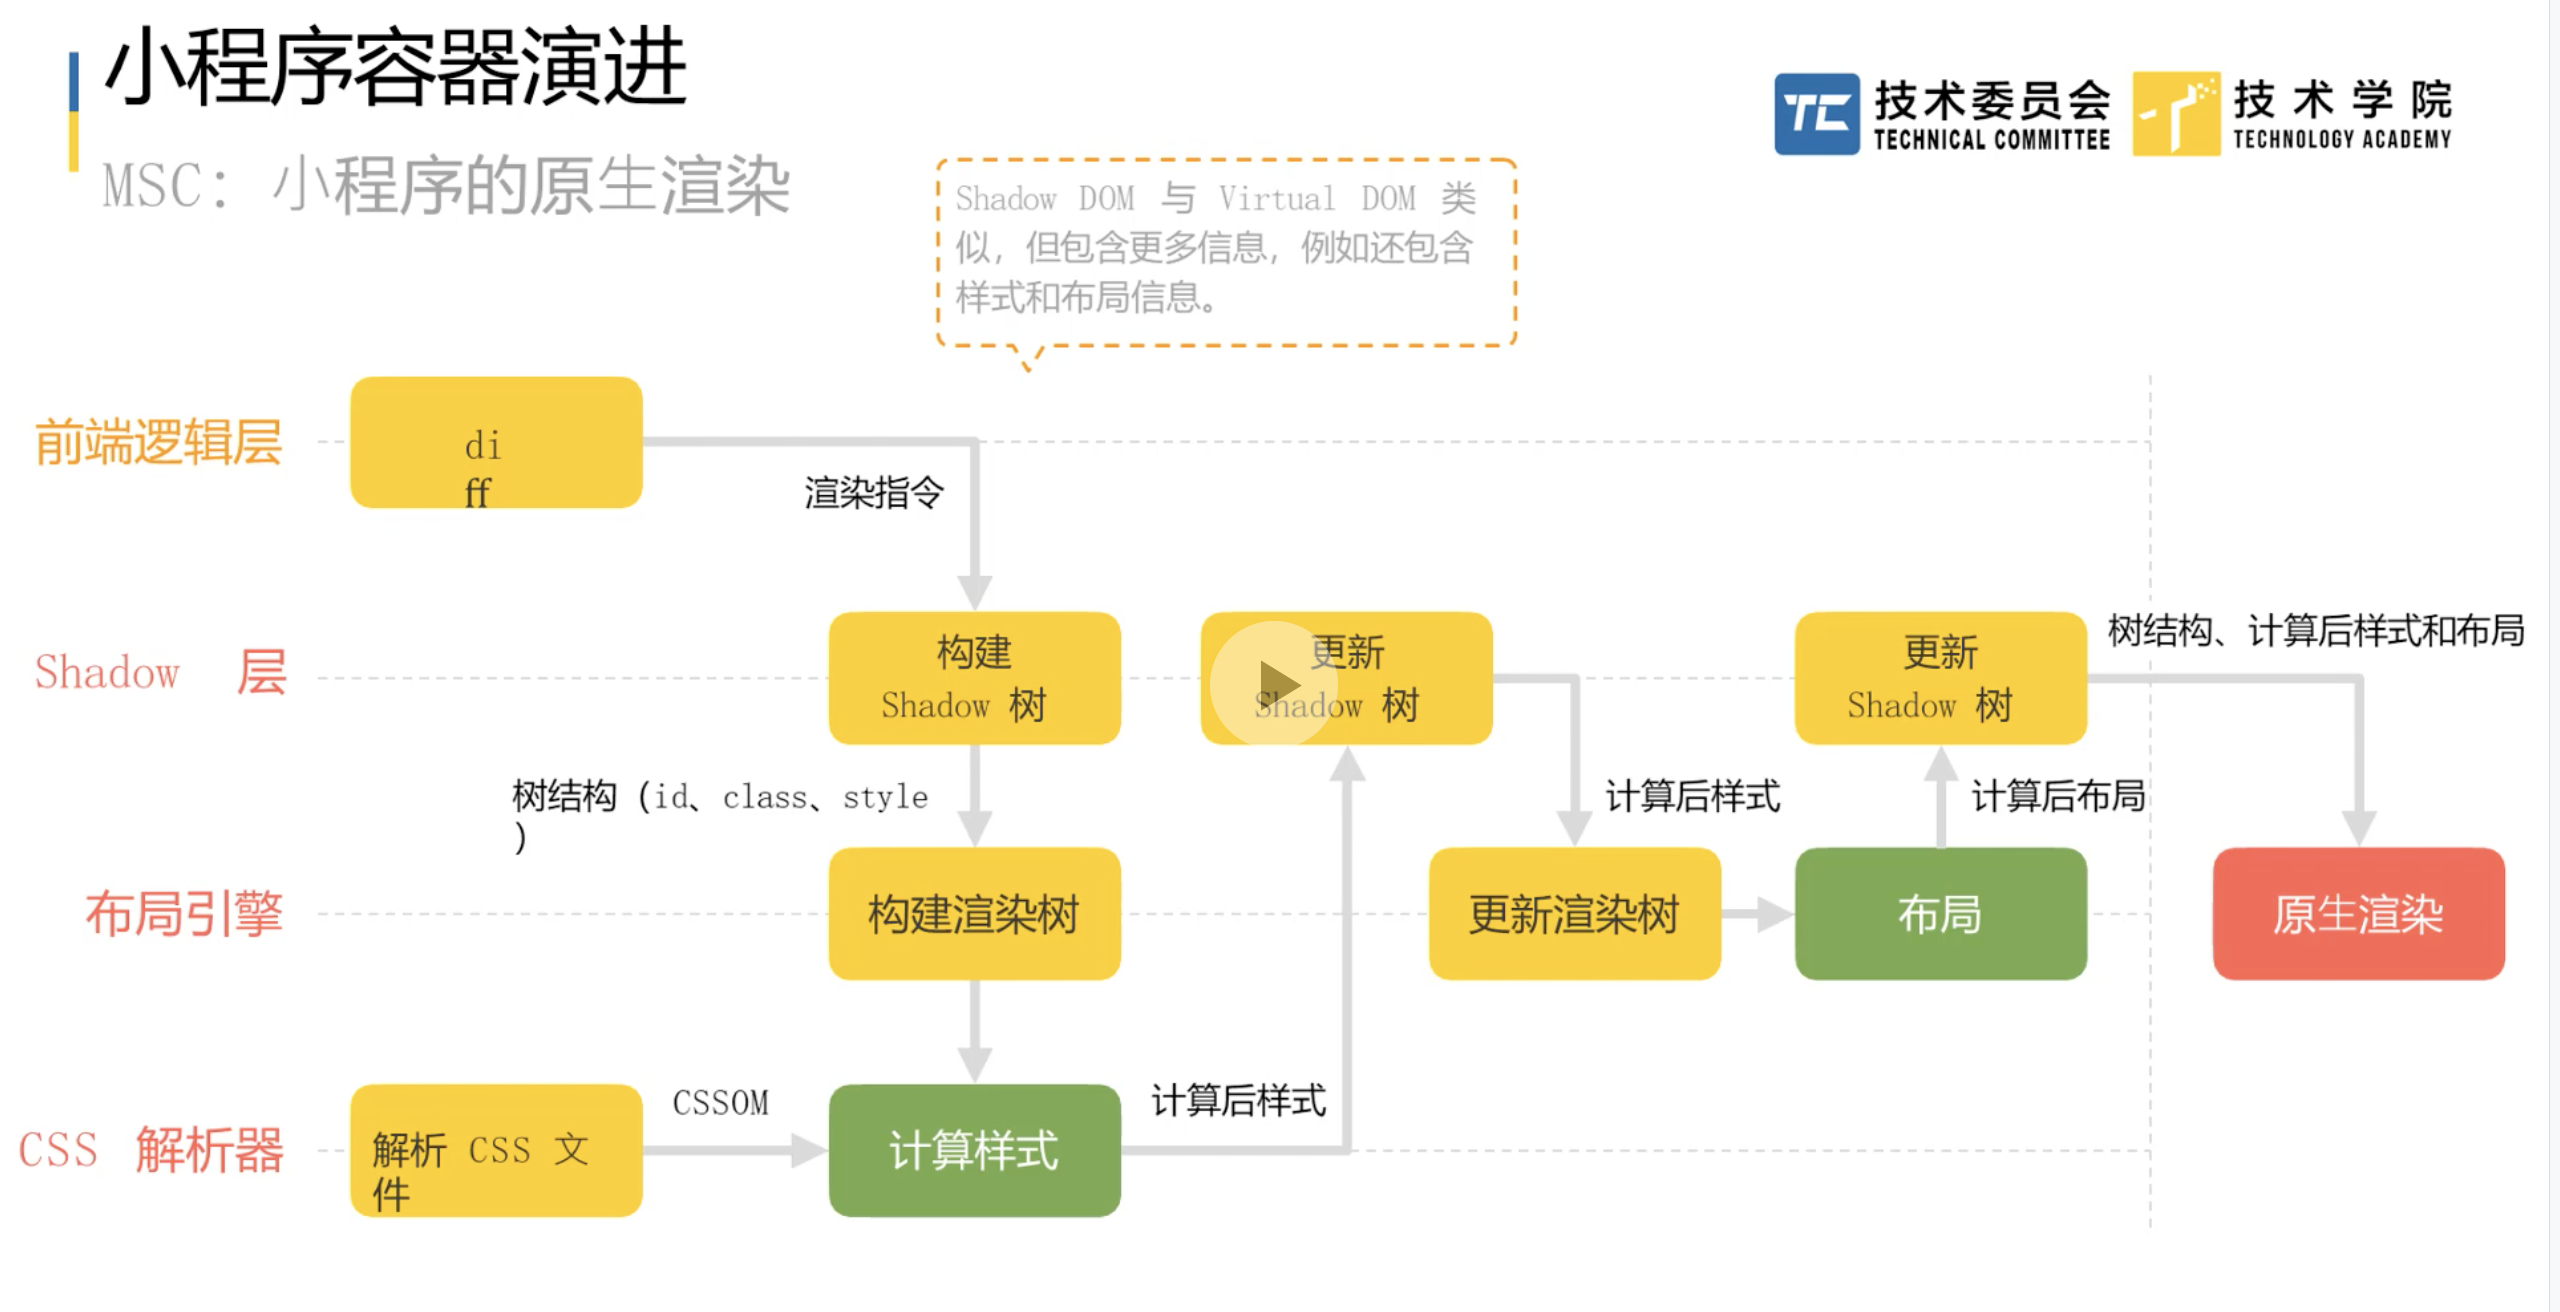 小程序容器演进
TC 技术委员会
TECHNICAL COMMITTEE
技术学院
TECHNOLOGY ACADEMY
MSC：小程序的原生渲染
Shadow DOM 与 Virtual DOM 类
似，但包含更多信息，例如还包含
样式和布局信息。
前端逻辑层
di
ff
渲染指令
Shadow 层
构建
Shadow 树
更新
Shadow 树
更新
Shadow 树
树结构、计算后样式和布局
树结构（id、class、style
）
计算后样式
计算后布局
布局引擎
构建渲染树
更新渲染树
布局
原生渲染
CSS 解析器
解析 CSS 文
件
CSSOM
计算样式
计算后样式